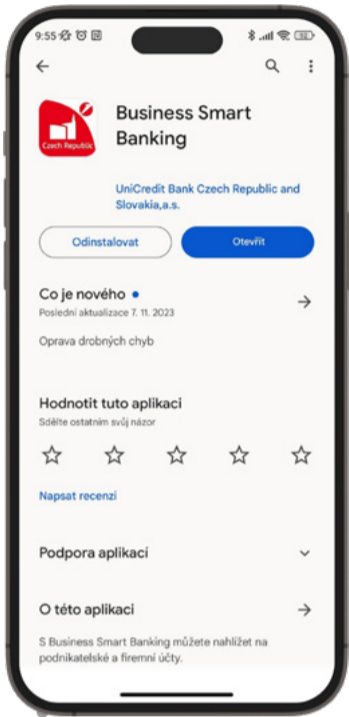 9:55
Business Smart
Banking
Czech Republic
UniCredit Bank Czech Republic and
Slovakia,a.s.
Odinstalovat
Otevřít
Co je nového
Poslední aktualizace 7. 11. 2023
Oprava drobných chyb
Hodnotit tuto aplikaci
Sdělte ostatním svůj názor
Napsat recenzi
Podpora aplikací
O této aplikaci
S Business Smart Banking můžete nahlížet na
podnikatelské a firemní účty.